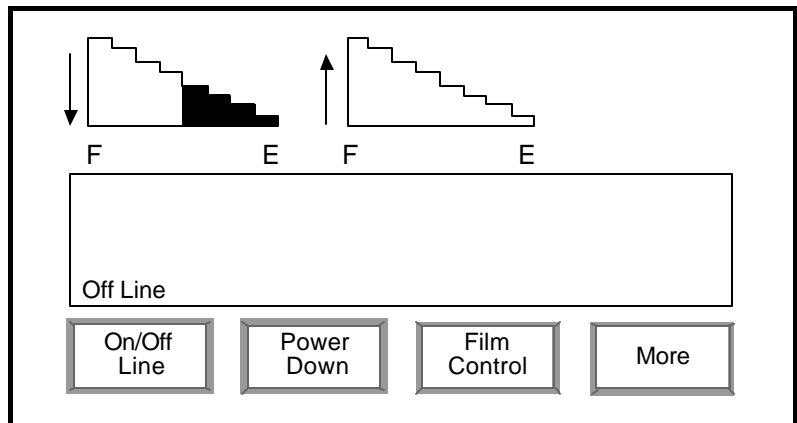 F E F E
Off Line
On/Off Power Film More
Line Down Control